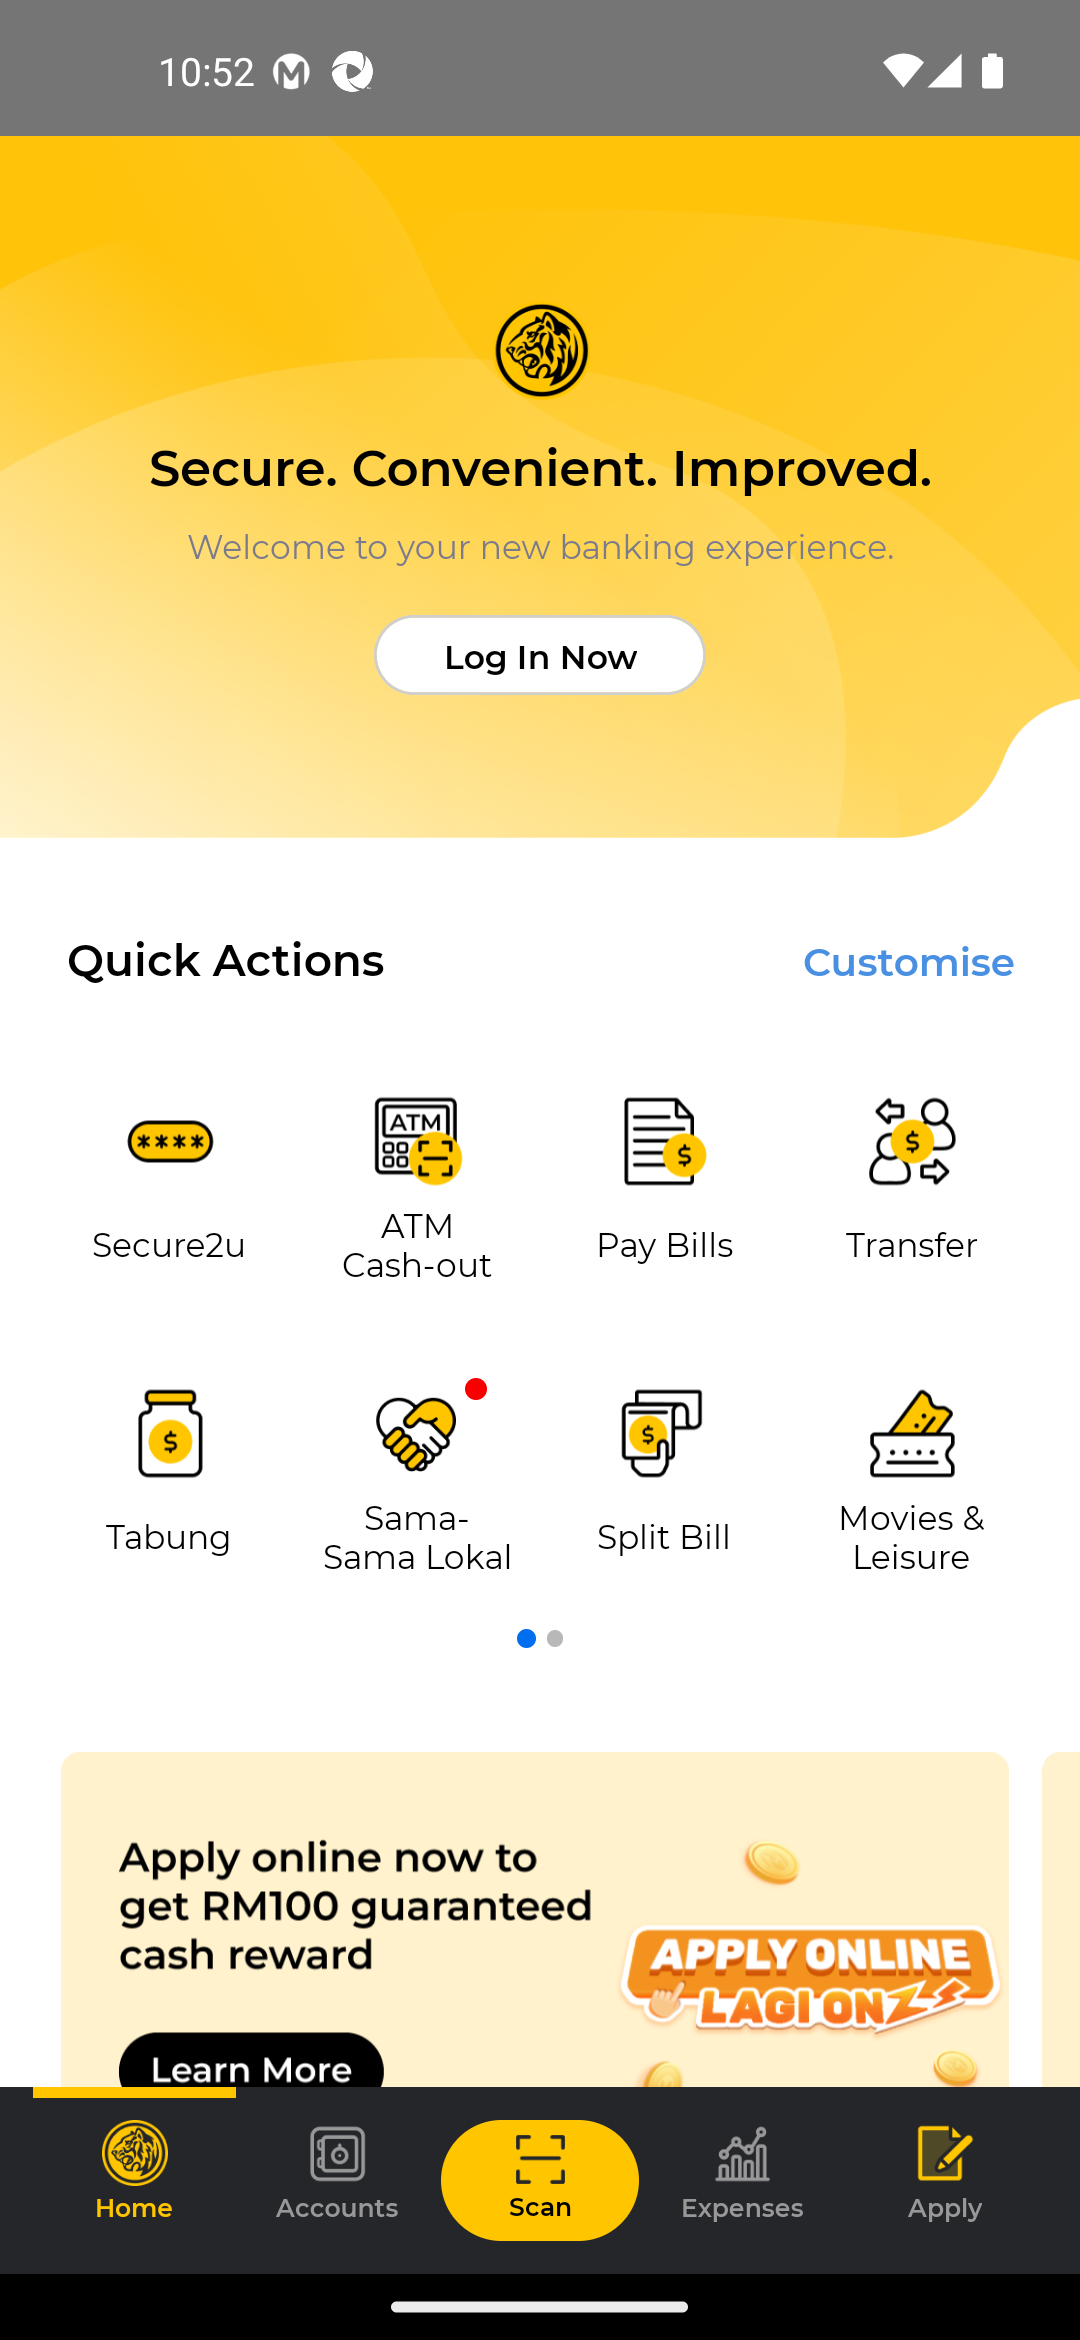 10:52
Secure. Convenient. Improved.
Welcome to your new banking experience.
Log In Now
Quick Actions
Customise
Secure2u
ATM
ATM
Cash-out
Pay Bills
Transfer
Tabung
Sama-
Sama Lokal
Split Bill
Movies &
Leisure
Apply online now to
get RM100 guaranteed
cash reward
APPLY ONLINE
LAGI ONZ
Learn More
Home
Accounts
Scan
Expenses
Apply